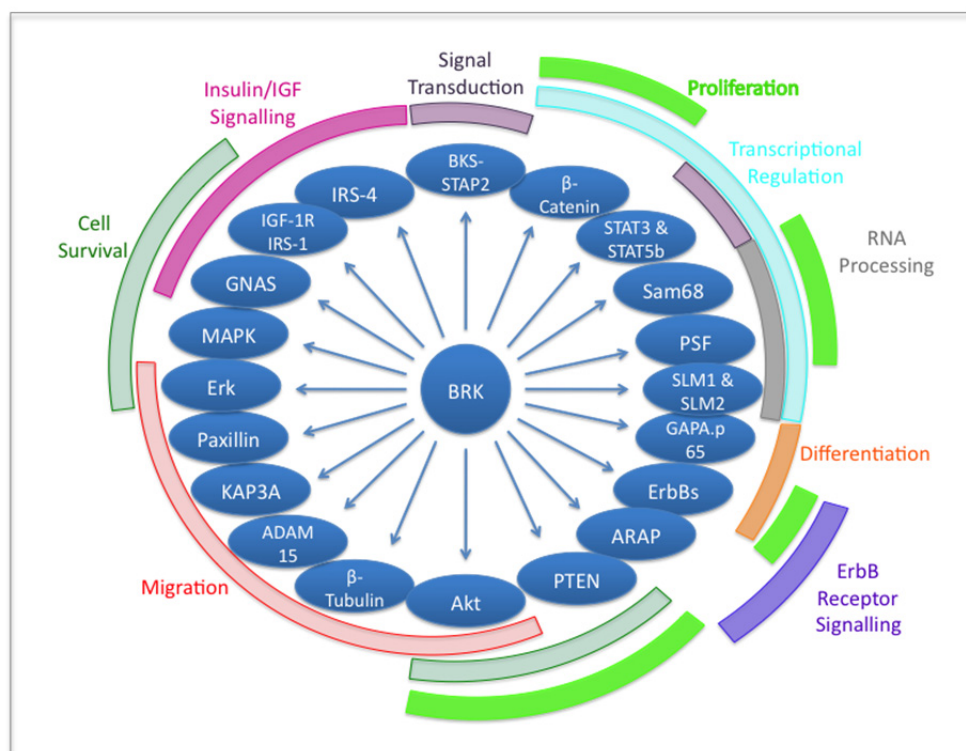 Signal
Transduction
Proliferation
Insulin/IGF
Signalling
Transcriptional
Regulation
Cell
Survival
RNA
Processing
Differentiation
ErbB
Receptor
Signalling
Migration
BRK
BKS-
STAP2
β-
Catenin
STAT3 &
STAT5b
Sam68
PSF
SLM1 &
SLM2
GAPA.p
65
ErbBs
ARAP
PTEN
Akt
β-
Tubulin
ADAM
15
KAP3A
Paxillin
Erk
MAPK
GNAS
IGF-1R
IRS-1
IRS-4